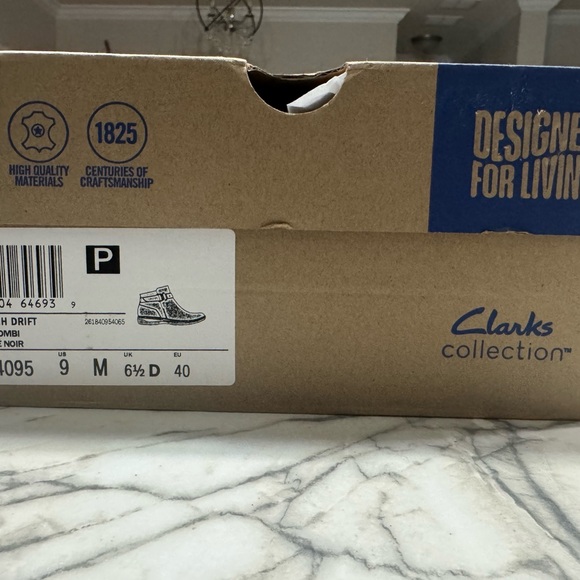 HIGH QUALITY
MATERIALS
1825
CENTURIES OF
CRAFTSMANSHIP
DESIGNE
FOR LIVIN
04 64693 9
P
H DRIFT
OMBI
E NOIR
261840954065
US UK EU
4095 9 M 6½ D 40
Clarks
collection™